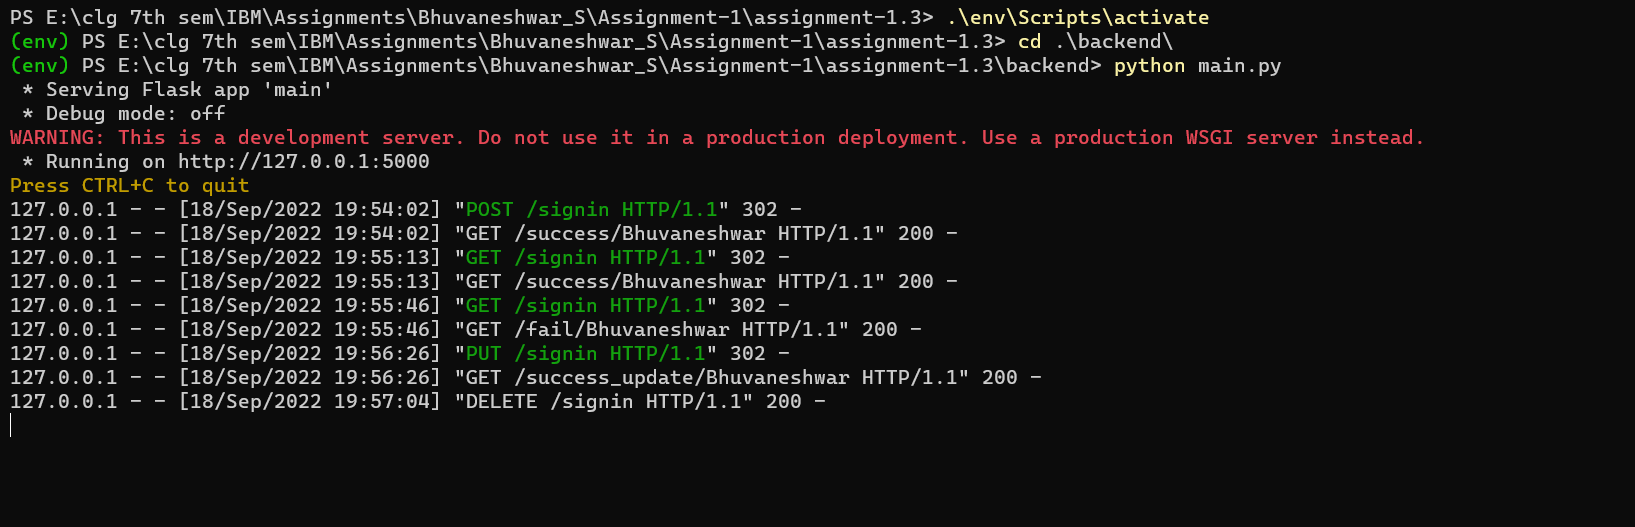 PS E:\clg 7th sem\IBM\Assignments\Bhuvaneshwar_S\Assignment-1\assignment-1.3> .\env\Scripts\activate
(env) PS E:\clg 7th sem\IBM\Assignments\Bhuvaneshwar_S\Assignment-1\assignment-1.3> cd .\backend\
(env) PS E:\clg 7th sem\IBM\Assignments\Bhuvaneshwar_S\Assignment-1\assignment-1.3\backend> python main.py
 * Serving Flask app 'main'
 * Debug mode: off
WARNING: This is a development server. Do not use it in a production deployment. Use a production WSGI server instead.
 * Running on http://127.0.0.1:5000
Press CTRL+C to quit
127.0.0.1 - - [18/Sep/2022 19:54:02] "POST /signin HTTP/1.1" 302 -
127.0.0.1 - - [18/Sep/2022 19:54:02] "GET /success/Bhuvaneshwar HTTP/1.1" 200 -
127.0.0.1 - - [18/Sep/2022 19:55:13] "GET /signin HTTP/1.1" 302 -
127.0.0.1 - - [18/Sep/2022 19:55:13] "GET /success/Bhuvaneshwar HTTP/1.1" 200 -
127.0.0.1 - - [18/Sep/2022 19:55:46] "GET /signin HTTP/1.1" 302 -
127.0.0.1 - - [18/Sep/2022 19:55:46] "GET /fail/Bhuvaneshwar HTTP/1.1" 200 -
127.0.0.1 - - [18/Sep/2022 19:56:26] "PUT /signin HTTP/1.1" 302 -
127.0.0.1 - - [18/Sep/2022 19:56:26] "GET /success_update/Bhuvaneshwar HTTP/1.1" 200 -
127.0.0.1 - - [18/Sep/2022 19:57:04] "DELETE /signin HTTP/1.1" 200 -